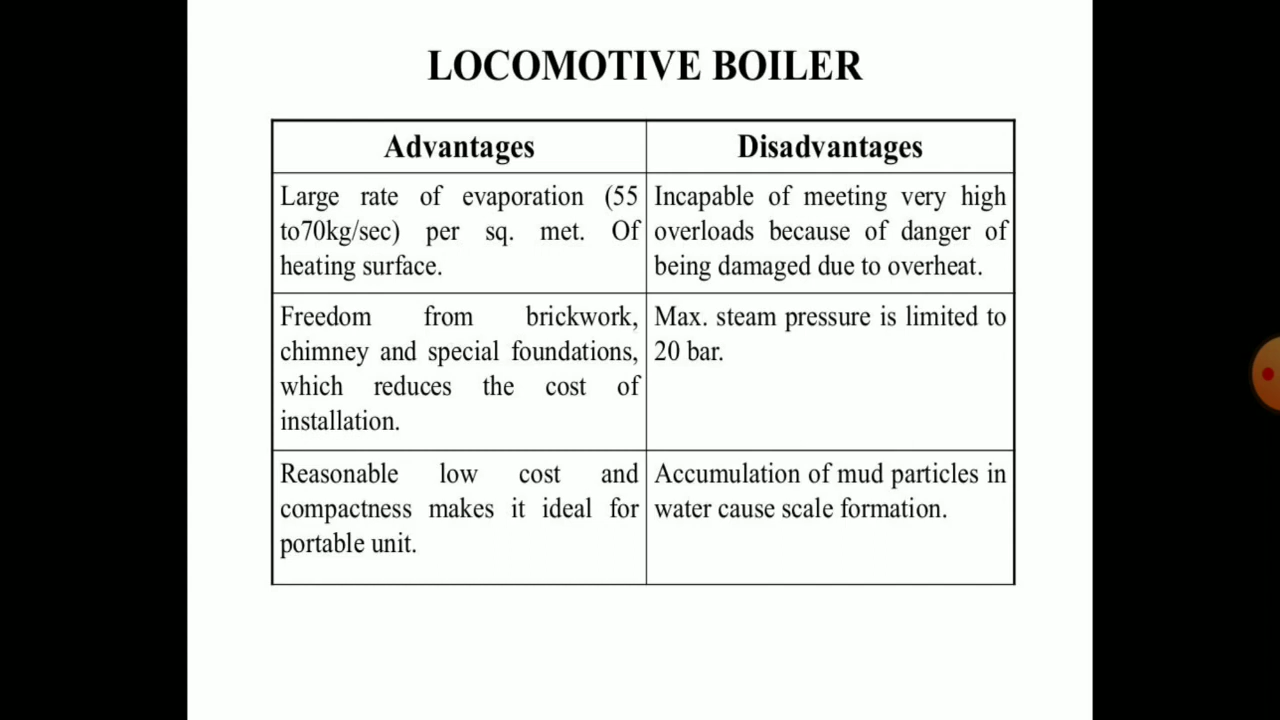 LOCOMOTIVE BOILER
Advantages
Disadvantages
Large rate of evaporation (55
to70kg/sec) per sq. met. Of
heating surface.
Incapable of meeting very high
overloads because of danger of
being damaged due to overheat.
Freedom from brickwork,
chimney and special foundations,
which reduces the cost of
installation.
Max. steam pressure is limited to
20 bar.
Reasonable low cost and
compactness makes it ideal for
portable unit.
Accumulation of mud particles in
water cause scale formation.